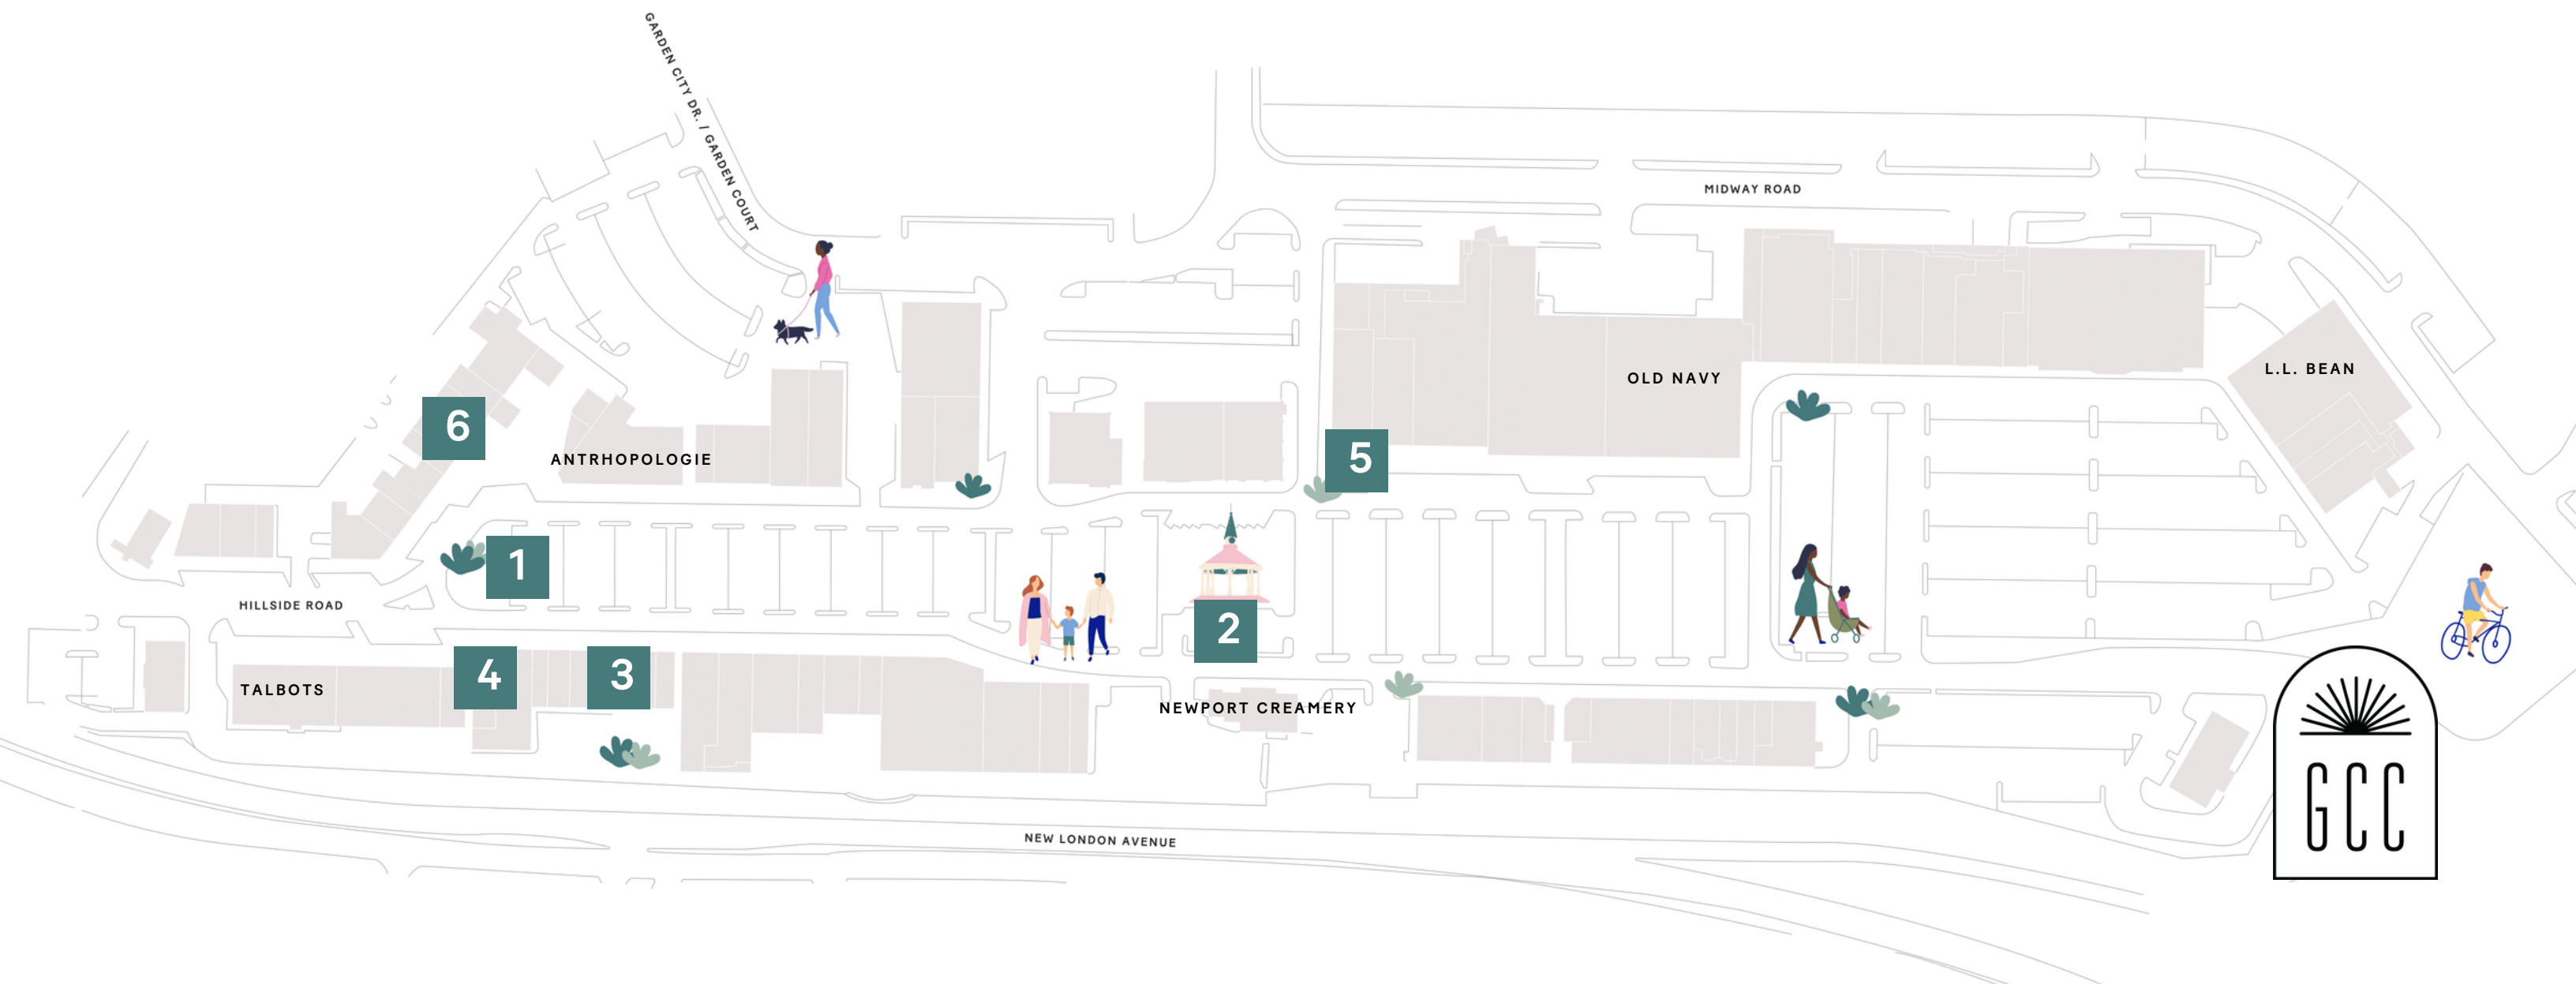 GARDEN CITY DR. / GARDEN COURT
MIDWAY ROAD
OLD NAVY
L.L. BEAN
6
ANTRHOPOLOGIE
5
1
HILLSIDE ROAD
2
4
3
TALBOTS
NEWPORT CREAMERY
GCC
NEW LONDON AVENUE